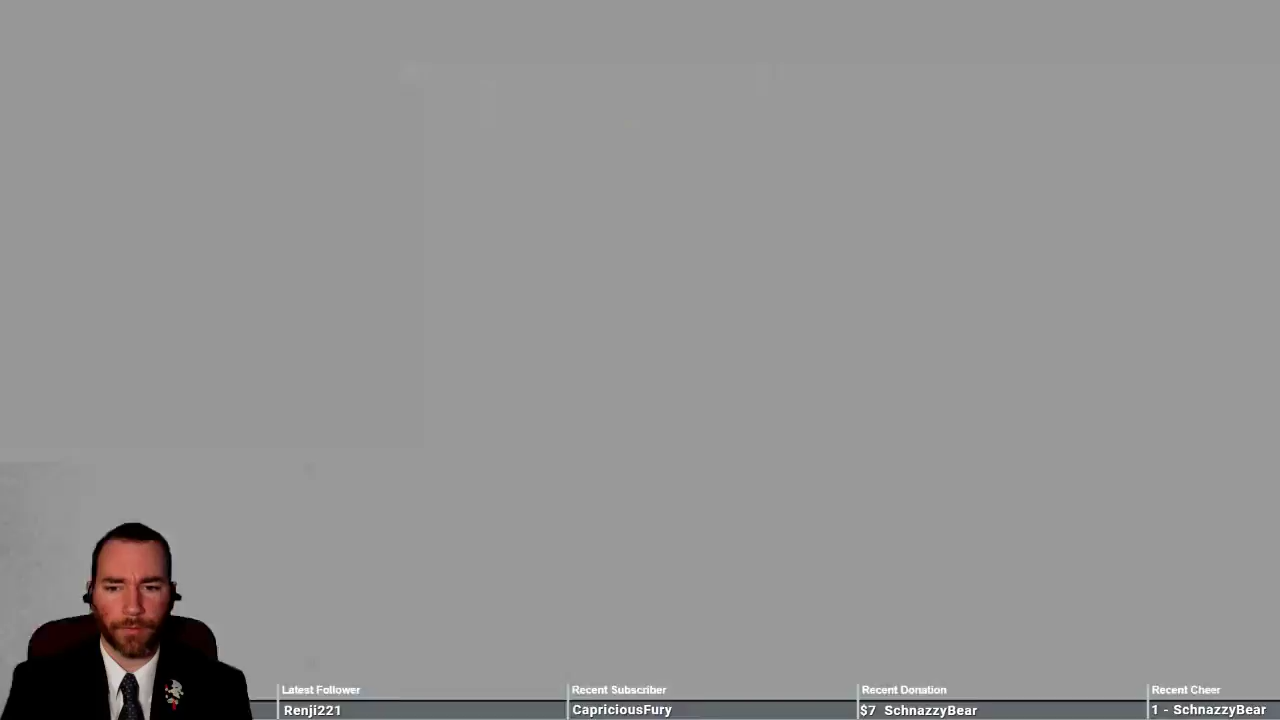 Latest Follower
Recent Subscriber
Recent Donation
Recent Cheer
Renji221
CapriciousFury
$7 SchnazzyBear
1 - SchnazzyBear